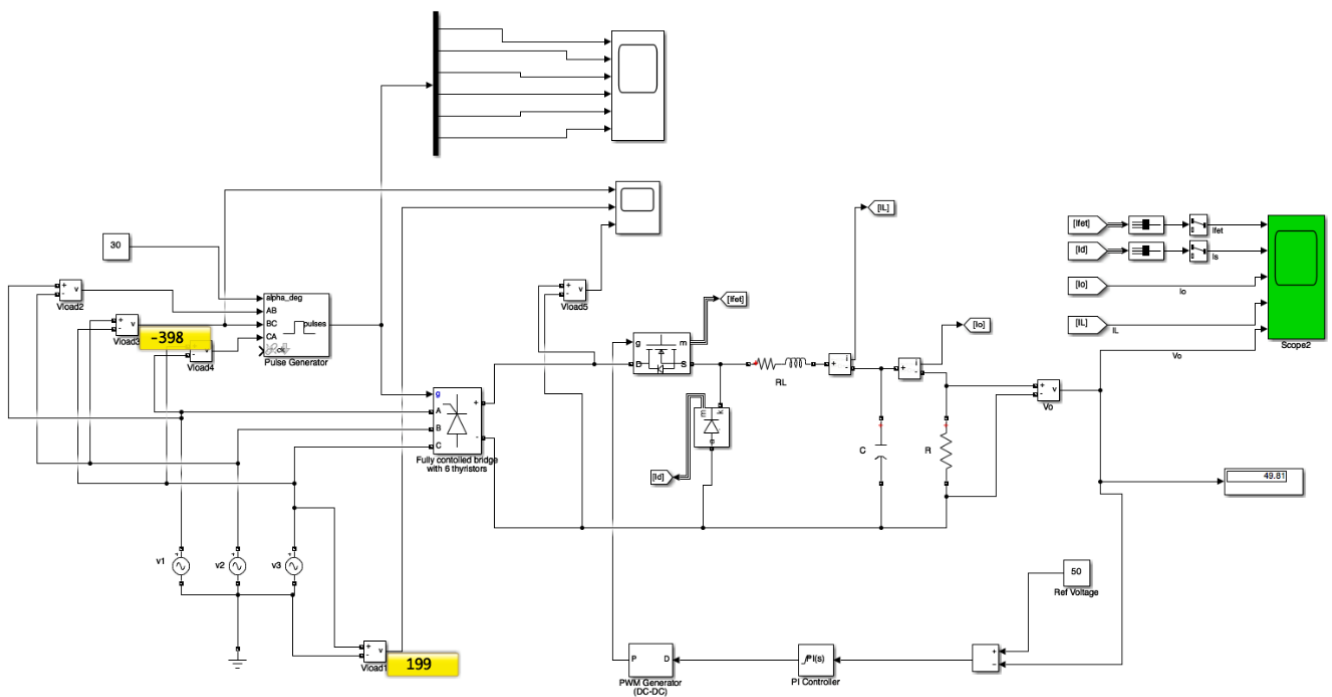 30
+
-
v
Vload2
+
-
v
Vload3
-398
-
v
Vload4
alpha_deg
AB
BC
CA
pulses
Pulse Generator
g
A
B
C
+
-
Fully contolled bridge
with 6 thyristors
v1
v2
v3
+
-
v
Vload1
199
+
-
v
Vload5
g
m
D
S
[Ifet]
m
k
a
[Id]
RL
+
i
-
[IL]
+
i
-
[Io]
C
R
+
-
v
Vo
49.81
[Ifet]
Ifet
[Id]
Is
[Io]
Io
[IL]
IL
Vo
Scope2
50
Ref Voltage
+
−
PI(s)
PI Controller
P
D
PWM Generator
(DC-DC)